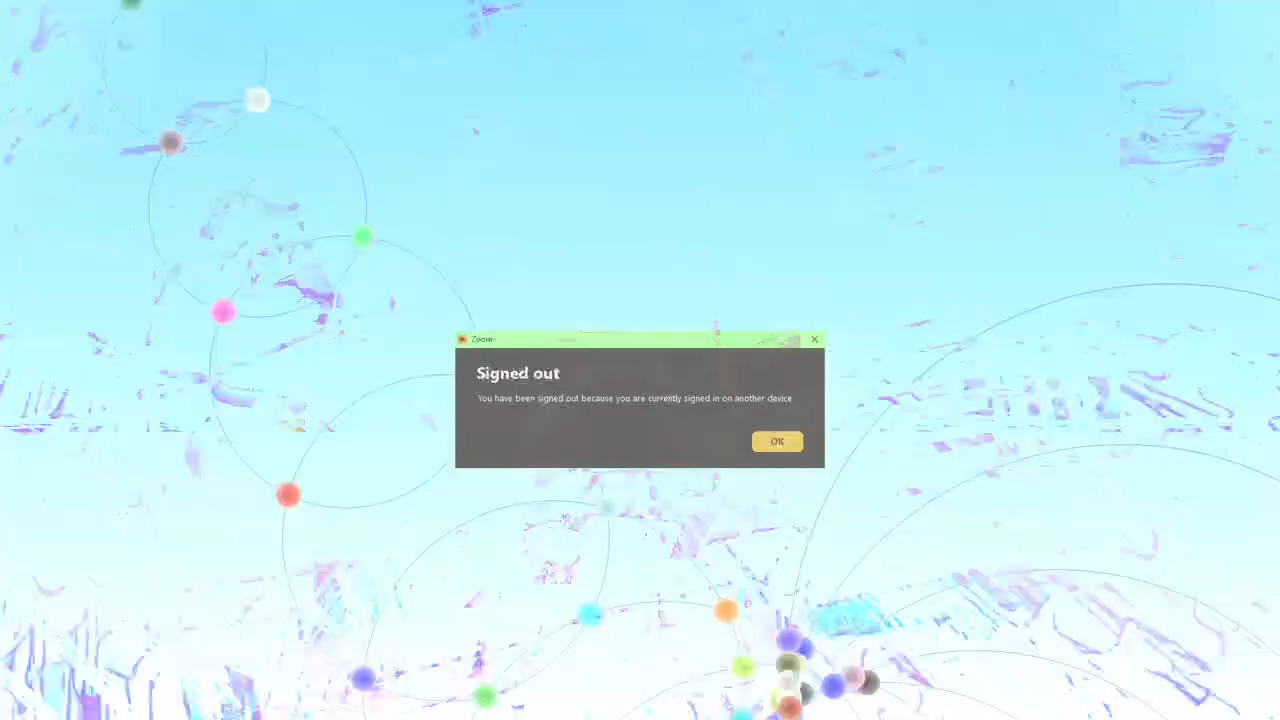 Zoom
Signed out
You have been signed out because you are currently signed in on another device
OK